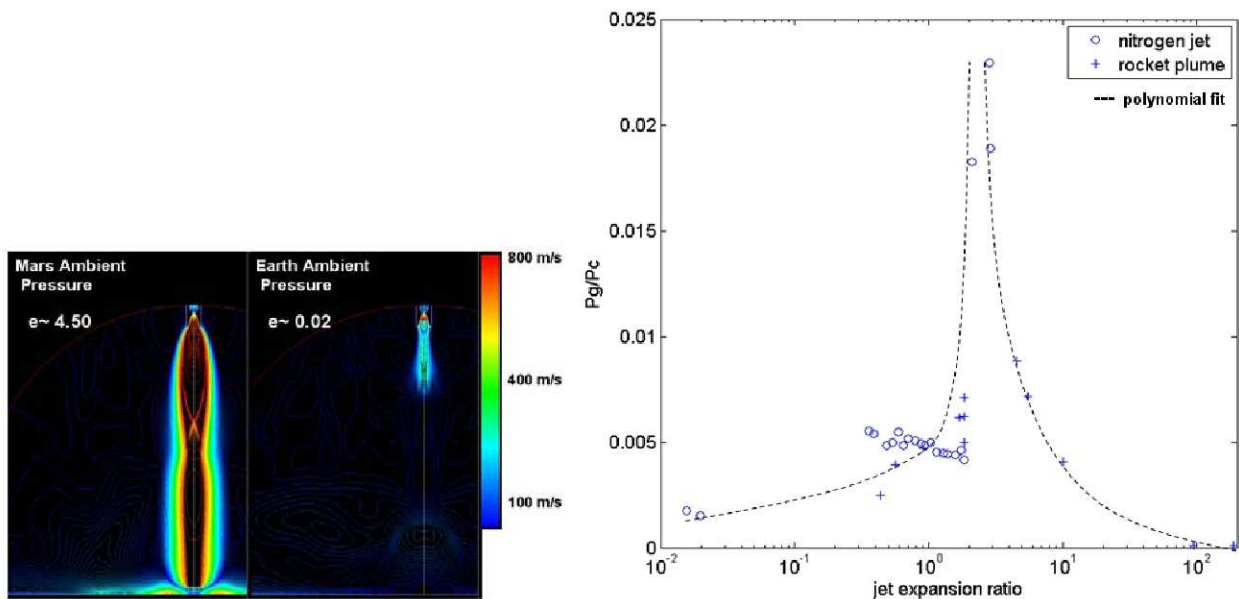 Mars Ambient
Pressure
e~ 4.50
Earth Ambient
Pressure
e~ 0.02
800 m/s
400 m/s
100 m/s
0.025
0.02
0.015
0.01
0.005
0
Pg/Pc
nitrogen jet
rocket plume
polynomial fit
10^-2
10^-1
10^0
10^1
10^2
jet expansion ratio